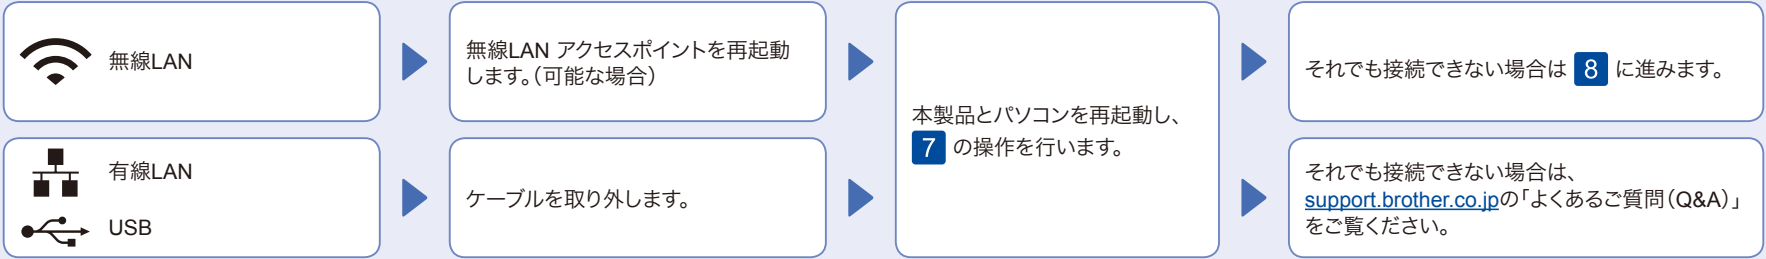 無線LAN
無線LAN アクセスポイントを再起動
します。（可能な場合）
有線LAN
USB
ケーブルを取り外します。
本製品とパソコンを再起動し、
7 の操作を行います。
それでも接続できない場合は 8 に進みます。
それでも接続できない場合は、
support.brother.co.jpの「よくあるご質問（Q&A）」
をご覧ください。